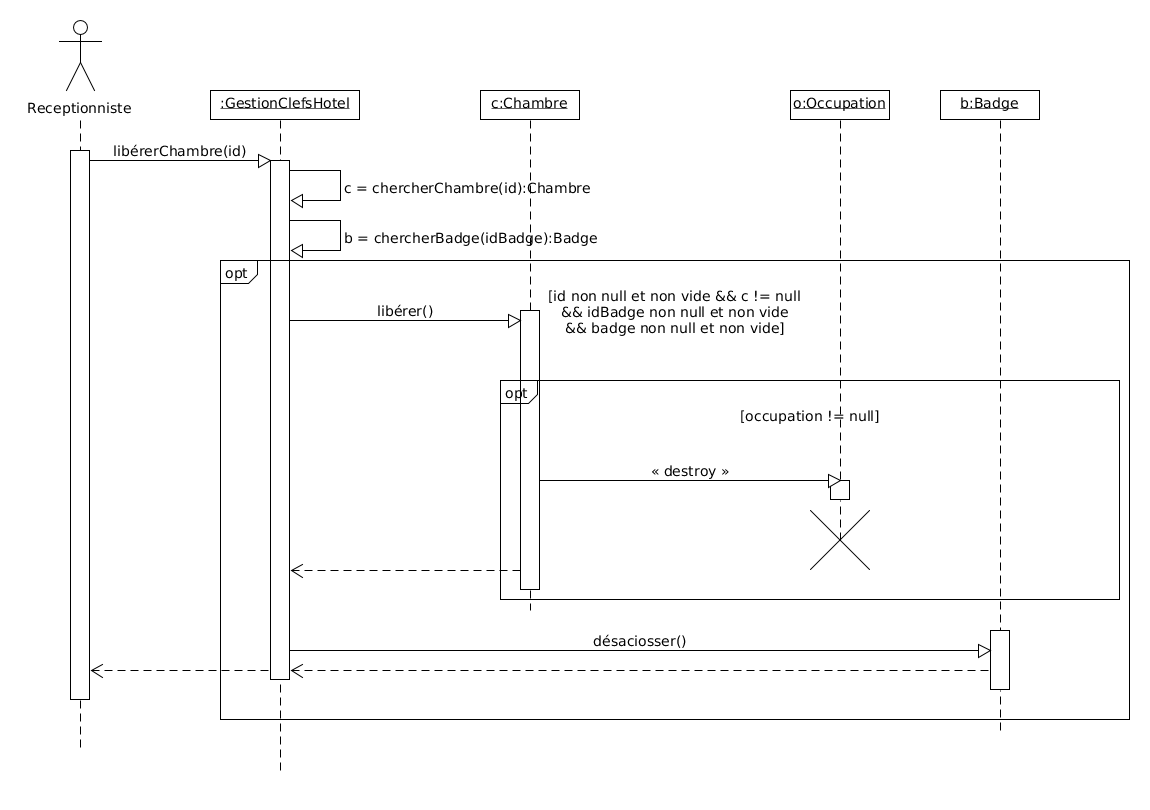 Receptionniste
:GestionClefsHotel
c:Chambre
o:Occupation
b:Badge
libérerChambre(id)
c = chercherChambre(id):Chambre
b = chercherBadge(idBadge):Badge
opt
[id non null et non vide && c != null
&& idBadge non null et non vide
&& badge non null et non vide]
libérer()
opt
[occupation != null]
« destroy »
désaciosser()